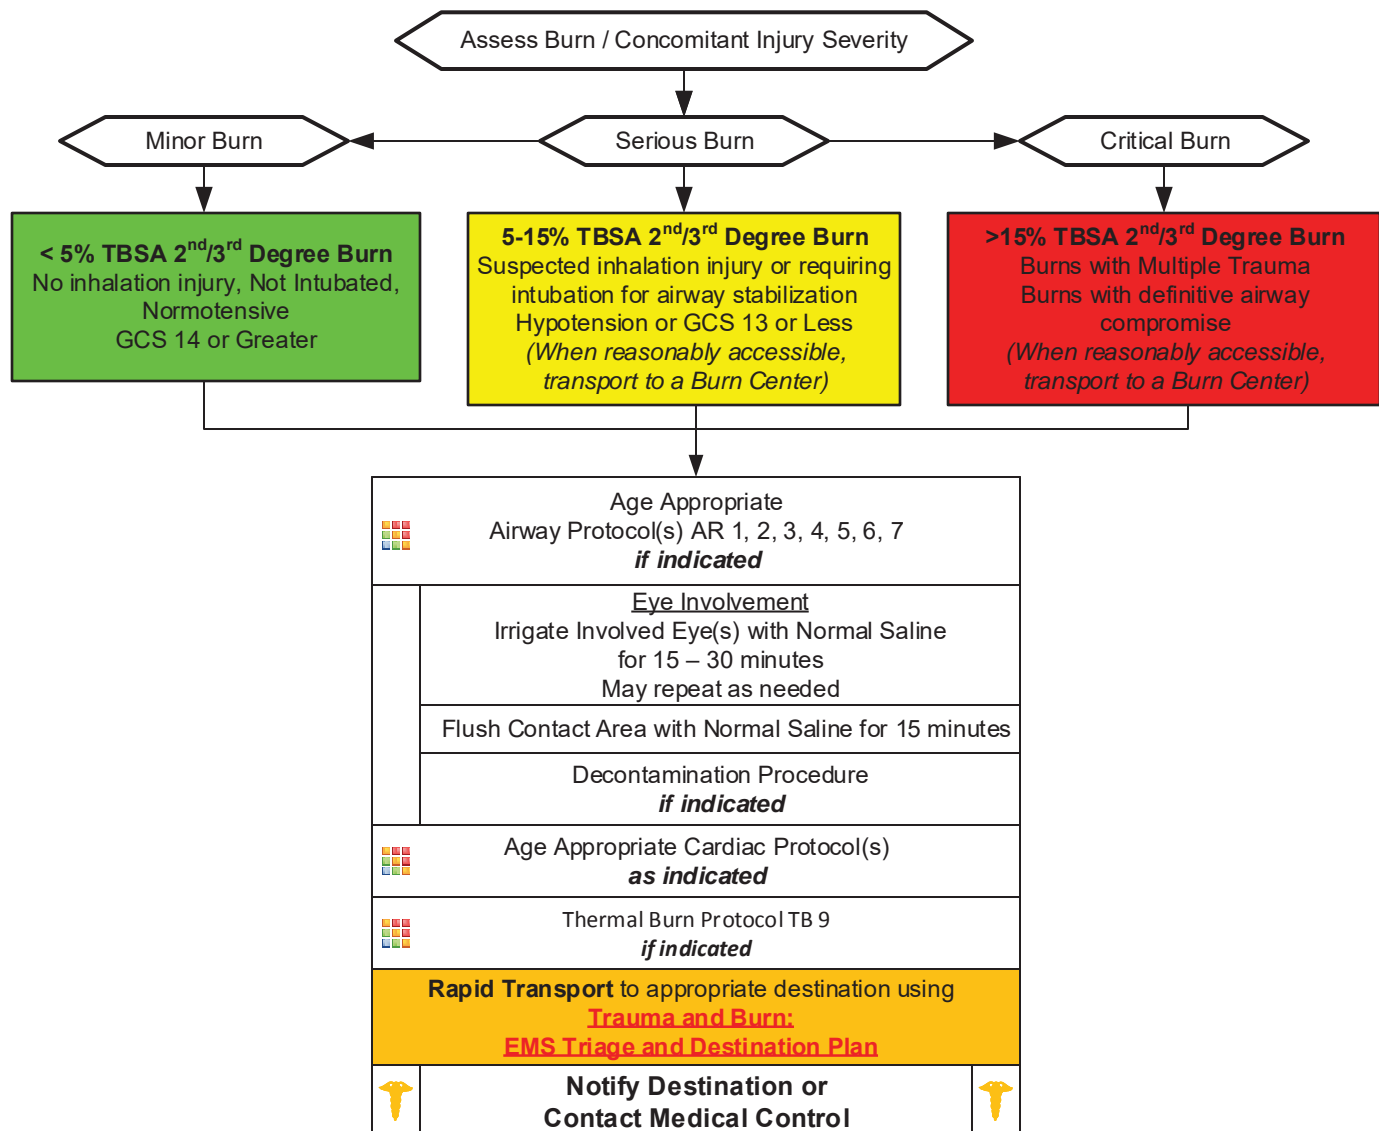 Assess Burn / Concomitant Injury Severity
Minor Burn
Serious Burn
Critical Burn
< 5% TBSA 2nd/3rd Degree Burn
No inhalation injury, Not Intubated,
Normotensive
GCS 14 or Greater
5-15% TBSA 2nd/3rd Degree Burn
Suspected inhalation injury or requiring
intubation for airway stabilization
Hypotension or GCS 13 or Less
(When reasonably accessible,
transport to a Burn Center)
>15% TBSA 2nd/3rd Degree Burn
Burns with Multiple Trauma
Burns with definitive airway
compromise
(When reasonably accessible,
transport to a Burn Center)
Age Appropriate
Airway Protocol(s) AR 1, 2, 3, 4, 5, 6, 7
if indicated
Eye Involvement
Irrigate Involved Eye(s) with Normal Saline
for 15 – 30 minutes
May repeat as needed
Flush Contact Area with Normal Saline for 15 minutes
Decontamination Procedure
if indicated
Age Appropriate Cardiac Protocol(s)
as indicated
Thermal Burn Protocol TB 9
if indicated
Rapid Transport to appropriate destination using
Trauma and Burn:
EMS Triage and Destination Plan
Notify Destination or
Contact Medical Control